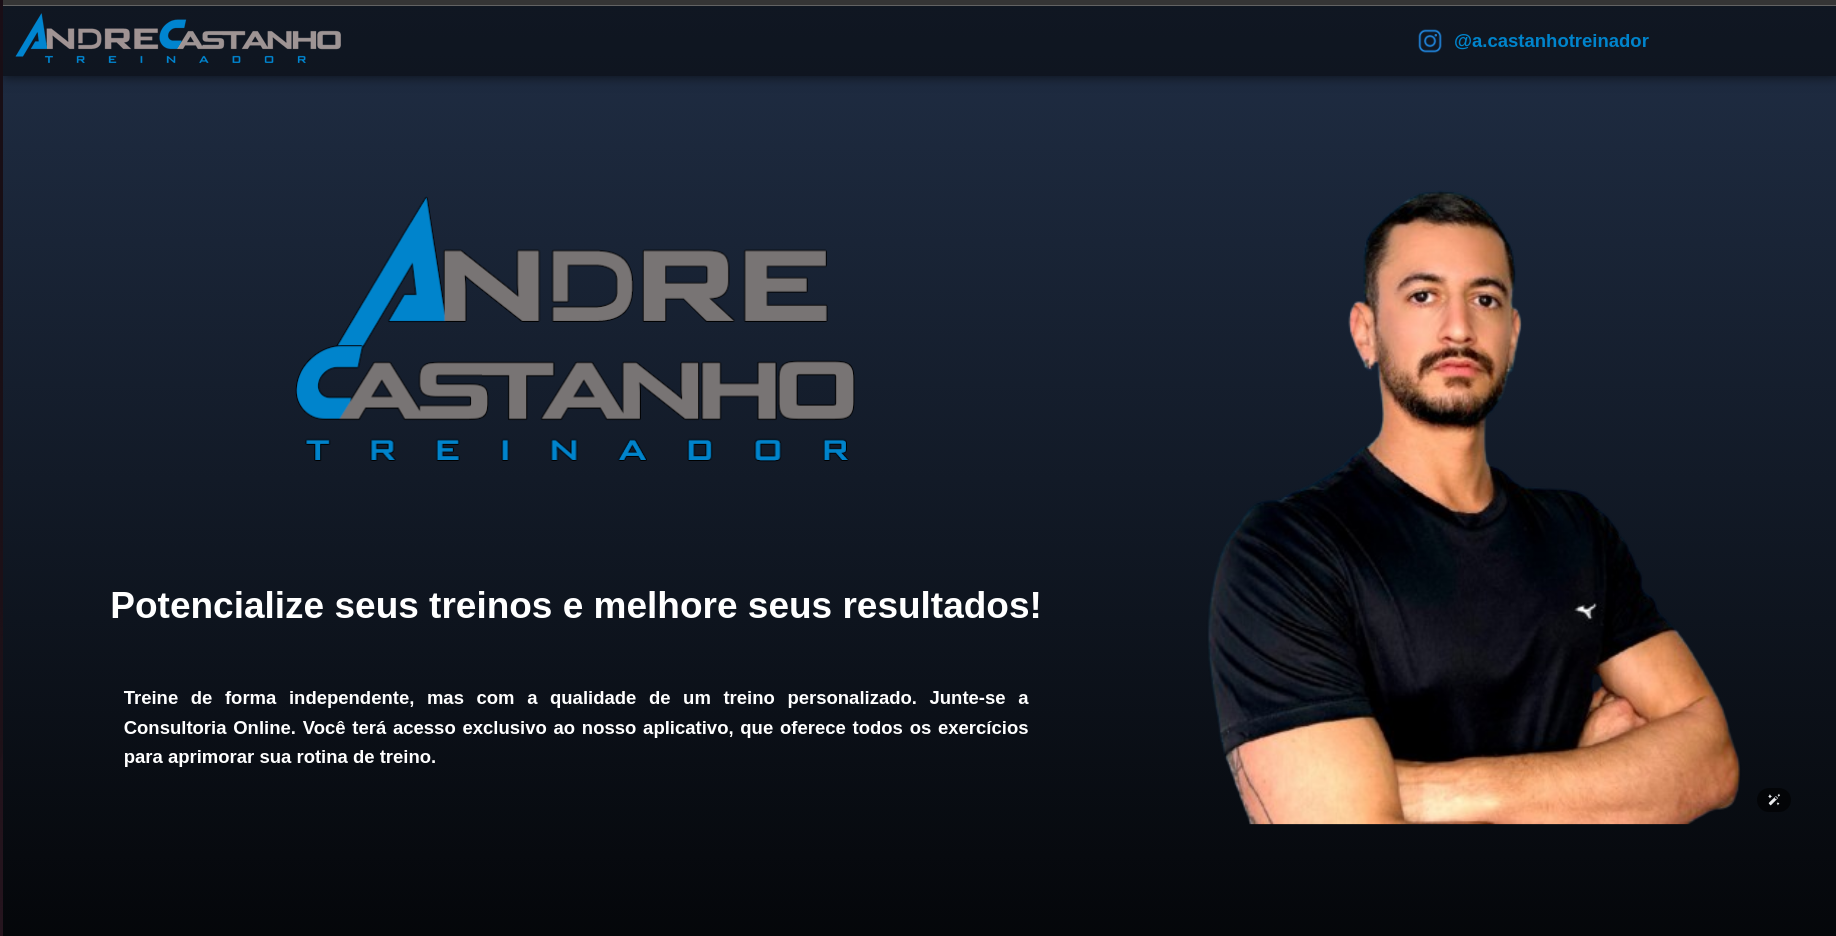 ANDRE CASTANHO
TREINADOR
@a.castanhotreinador
ANDRE
CASTANHO
TREINADOR
Potencialize seus treinos e melhore seus resultados!
Treine de forma independente, mas com a qualidade de um treino personalizado. Junte-se a
Consultoria Online. Você terá acesso exclusivo ao nosso aplicativo, que oferece todos os exercícios
para aprimorar sua rotina de treino.